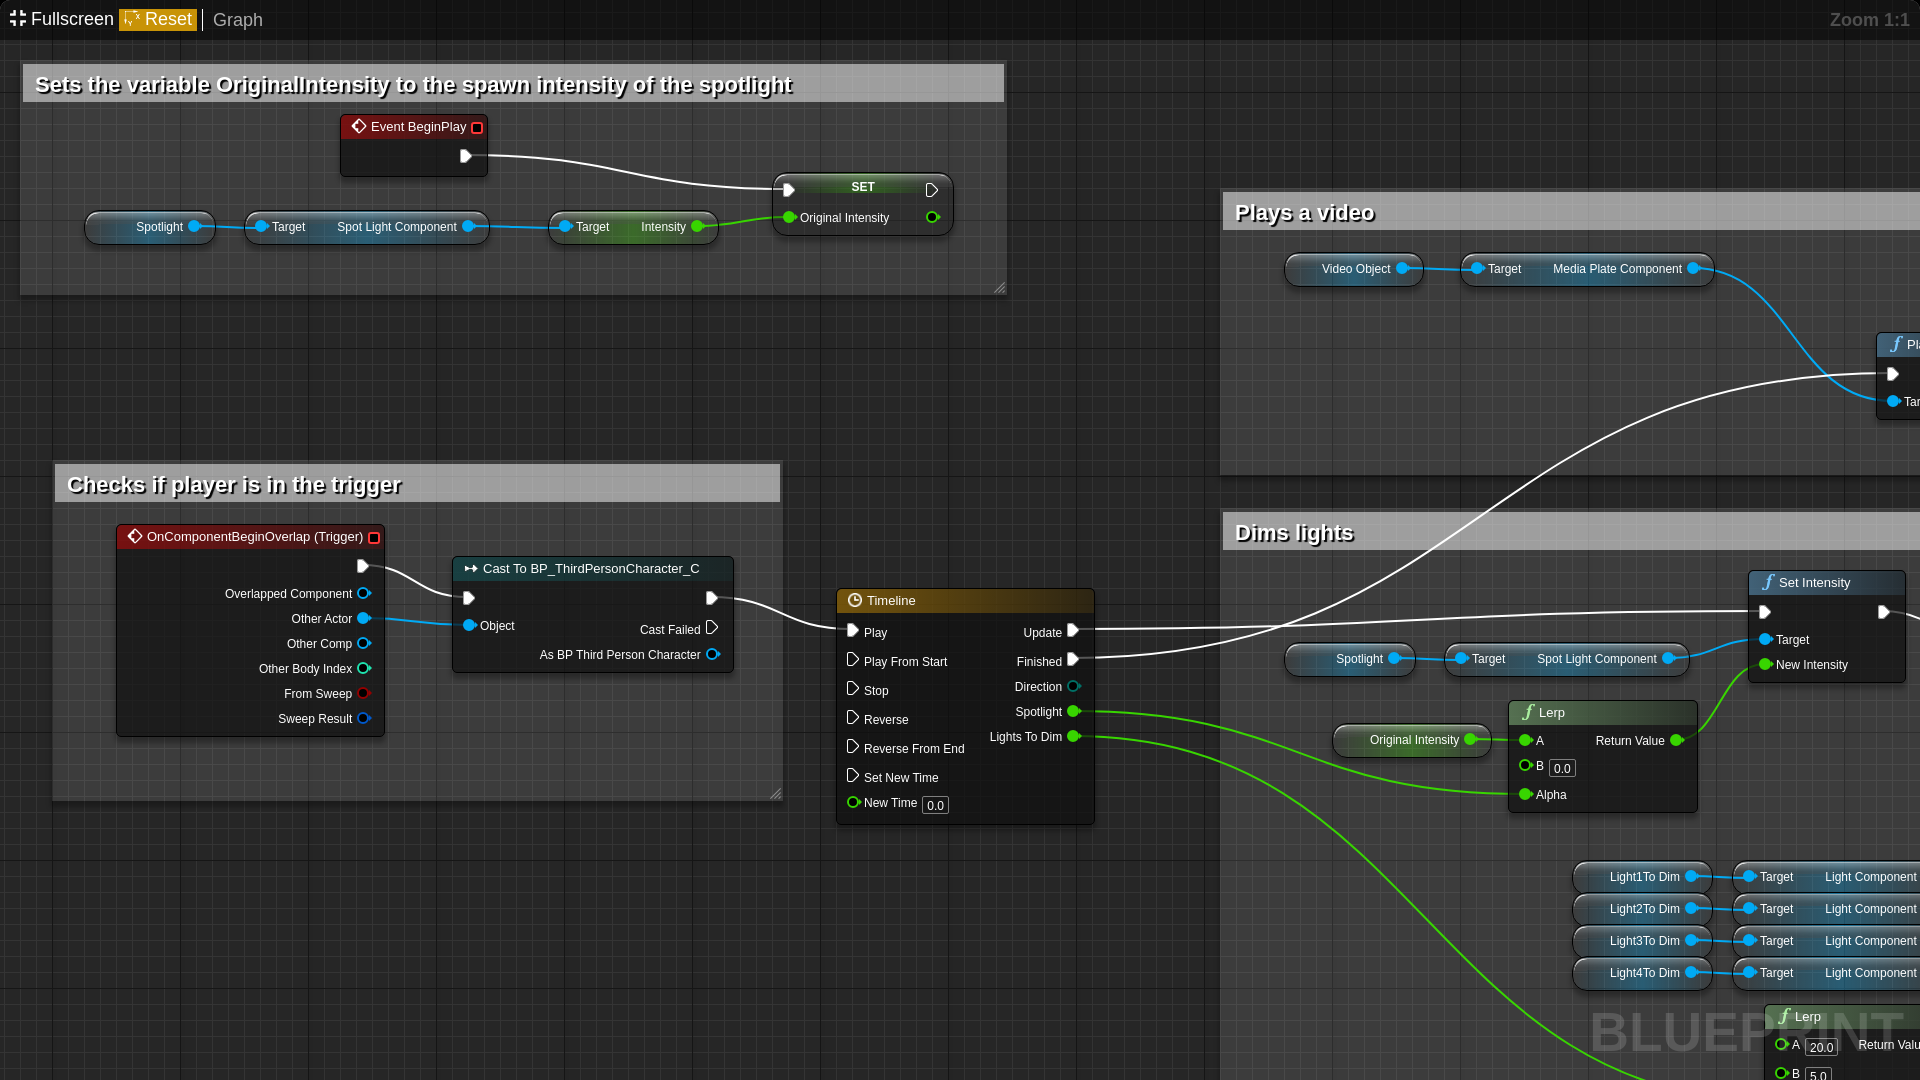 Fullscreen Reset Graph Zoom 1:1
Sets the variable OriginalIntensity to the spawn intensity of the spotlight
Event BeginPlay
SET
Original Intensity
Spotlight
Target Spot Light Component
Target Intensity
Plays a video
Video Object
Target Media Plate Component
Checks if player is in the trigger
OnComponentBeginOverlap (Trigger)
Overlapped Component
Other Actor
Other Comp
Other Body Index
From Sweep
Sweep Result
Cast To BP_ThirdPersonCharacter_C
Object
Cast Failed
As BP Third Person Character
Timeline
Play Update
Play From Start Finished
Stop Direction
Reverse Spotlight
Reverse From End Lights To Dim
Set New Time
New Time 0.0
Dims lights
Set Intensity
Target
New Intensity
Spotlight
Target Spot Light Component
Original Intensity
Lerp
A Return Value
B 0.0
Alpha
Light1To Dim Target Light Component
Light2To Dim Target Light Component
Light3To Dim Target Light Component
Light4To Dim Target Light Component
Lerp
A 20.0
B 5.0
BLUEPRINT